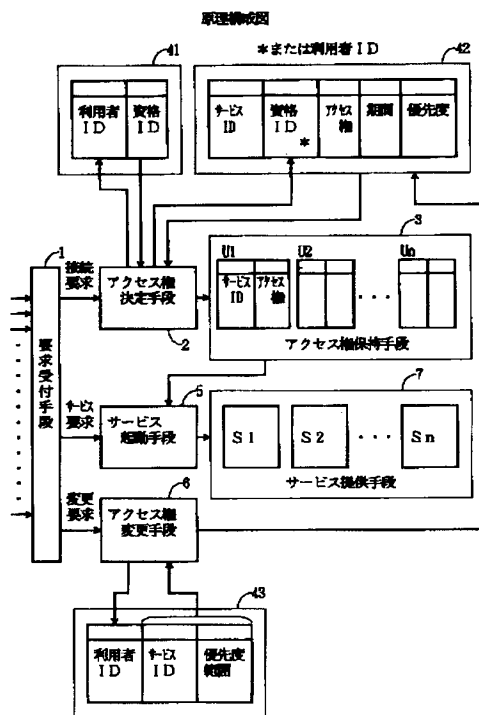 原理構成図
41
＊または利用者ＩＤ
42
利用者
ＩＤ
資格
ＩＤ
サービス
ＩＤ
資格
ＩＤ
＊
アクセス
権
期間
優先度
1
接続
要求
アクセス権
決定手段
2
3
U1
U2
Un
サービス
ID
アクセス
権
・・・
アクセス権保持手段
要求受付手段
サービス
要求
5
サービス
起動手段
7
S1
S2
・・・
Sn
サービス提供手段
変更
要求
6
アクセス権
変更手段
43
利用者
ＩＤ
サービス
ＩＤ
優先度
範囲